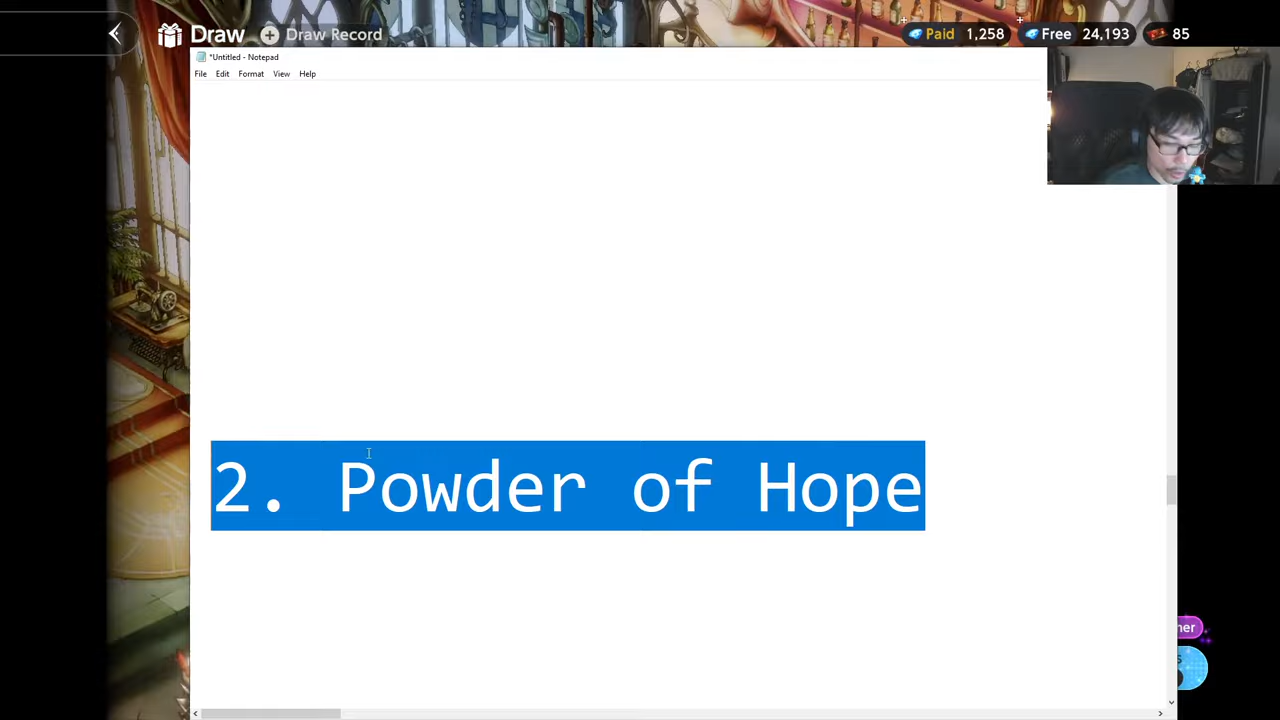 Draw
Draw Record
Paid 1,258
Free 24,193
85
*Untitled - Notepad
File Edit Format View Help
2. Powder of Hope